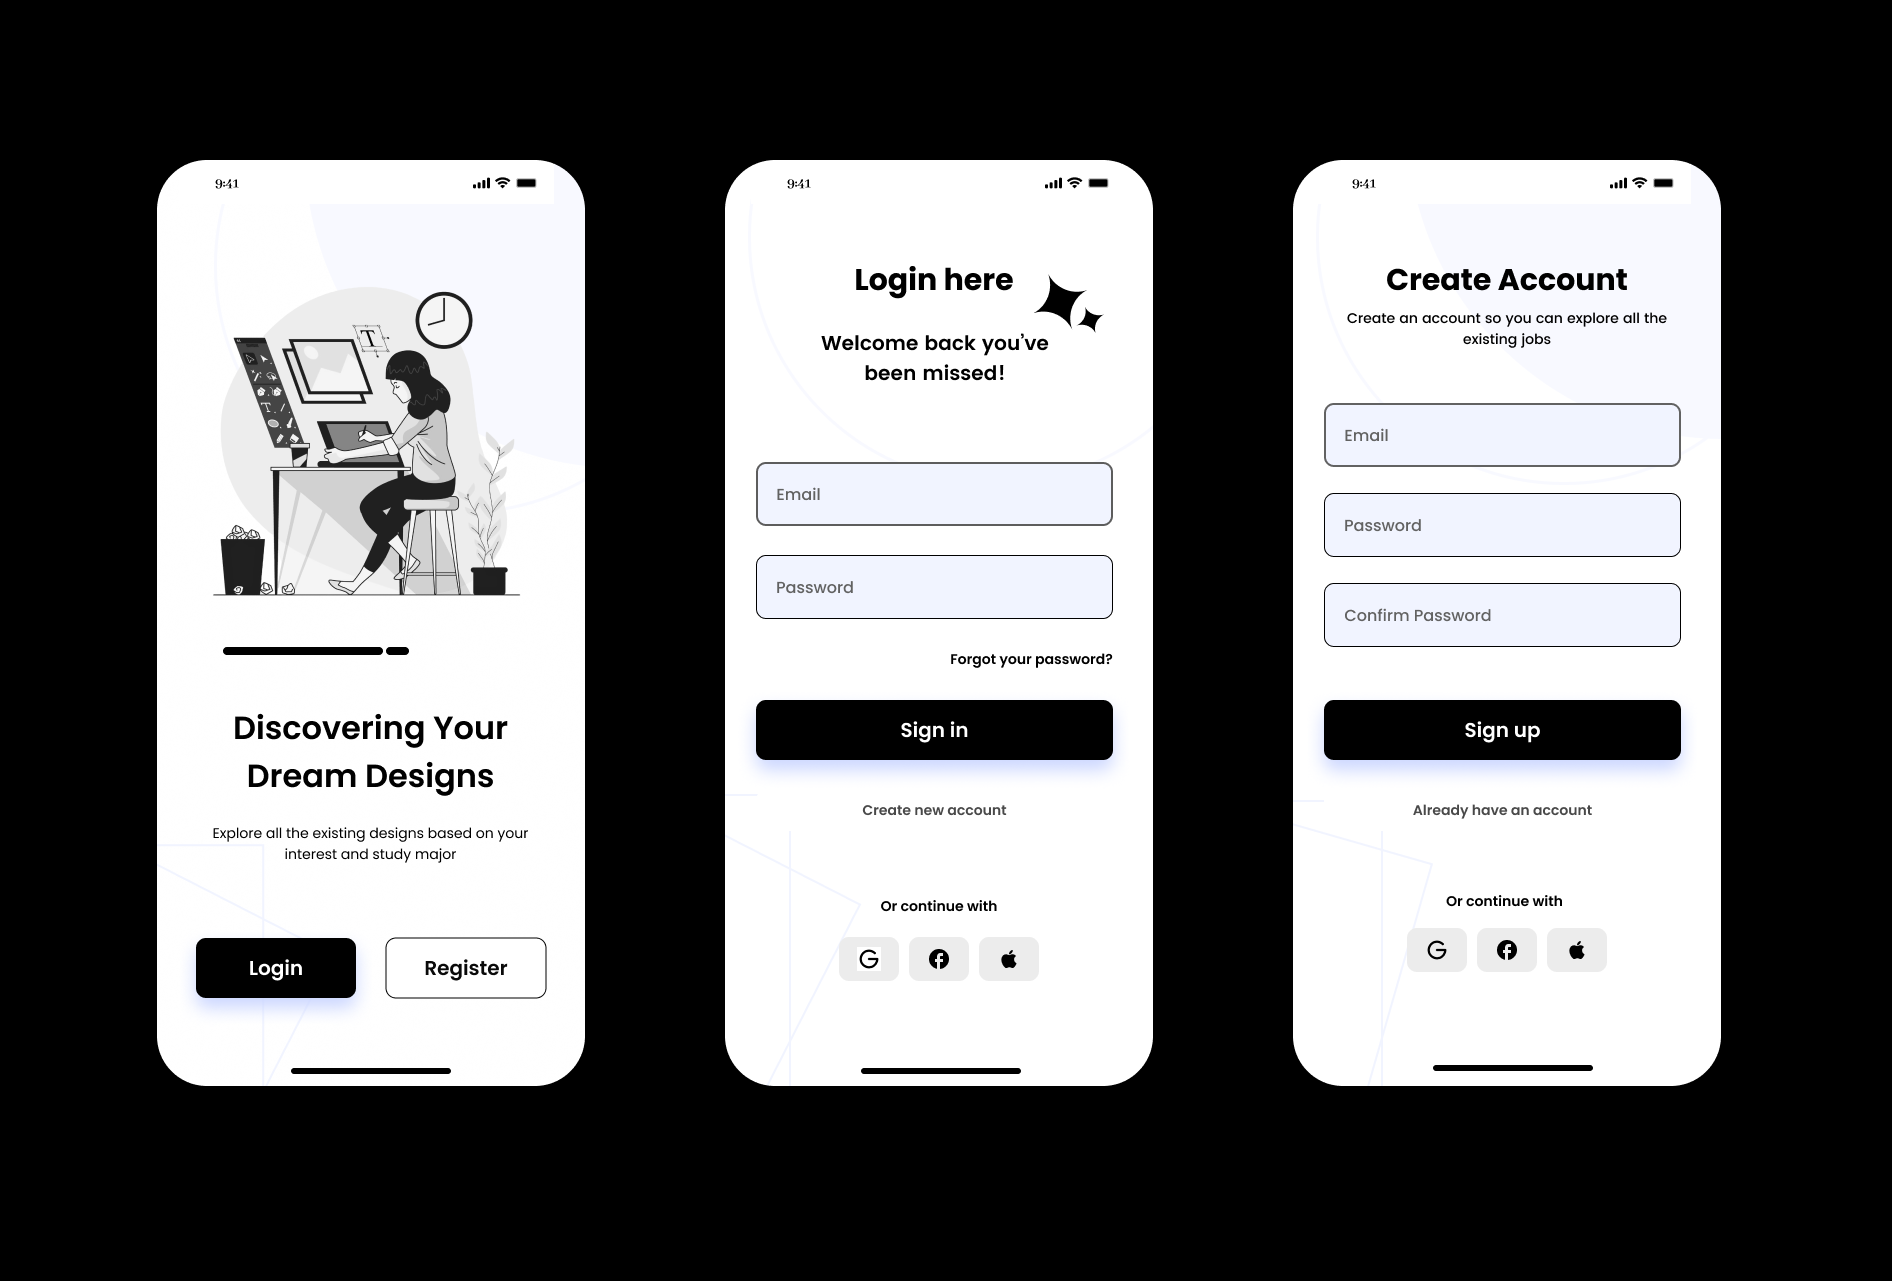 9:41
T
T
Discovering Your
Dream Designs
Explore all the existing designs based on your
interest and study major
Login
Register
9:41
Login here
Welcome back you've
been missed!
Email
Password
Forgot your password?
Sign in
Create new account
Or continue with
9:41
Create Account
Create an account so you can explore all the
existing jobs
Email
Password
Confirm Password
Sign up
Already have an account
Or continue with